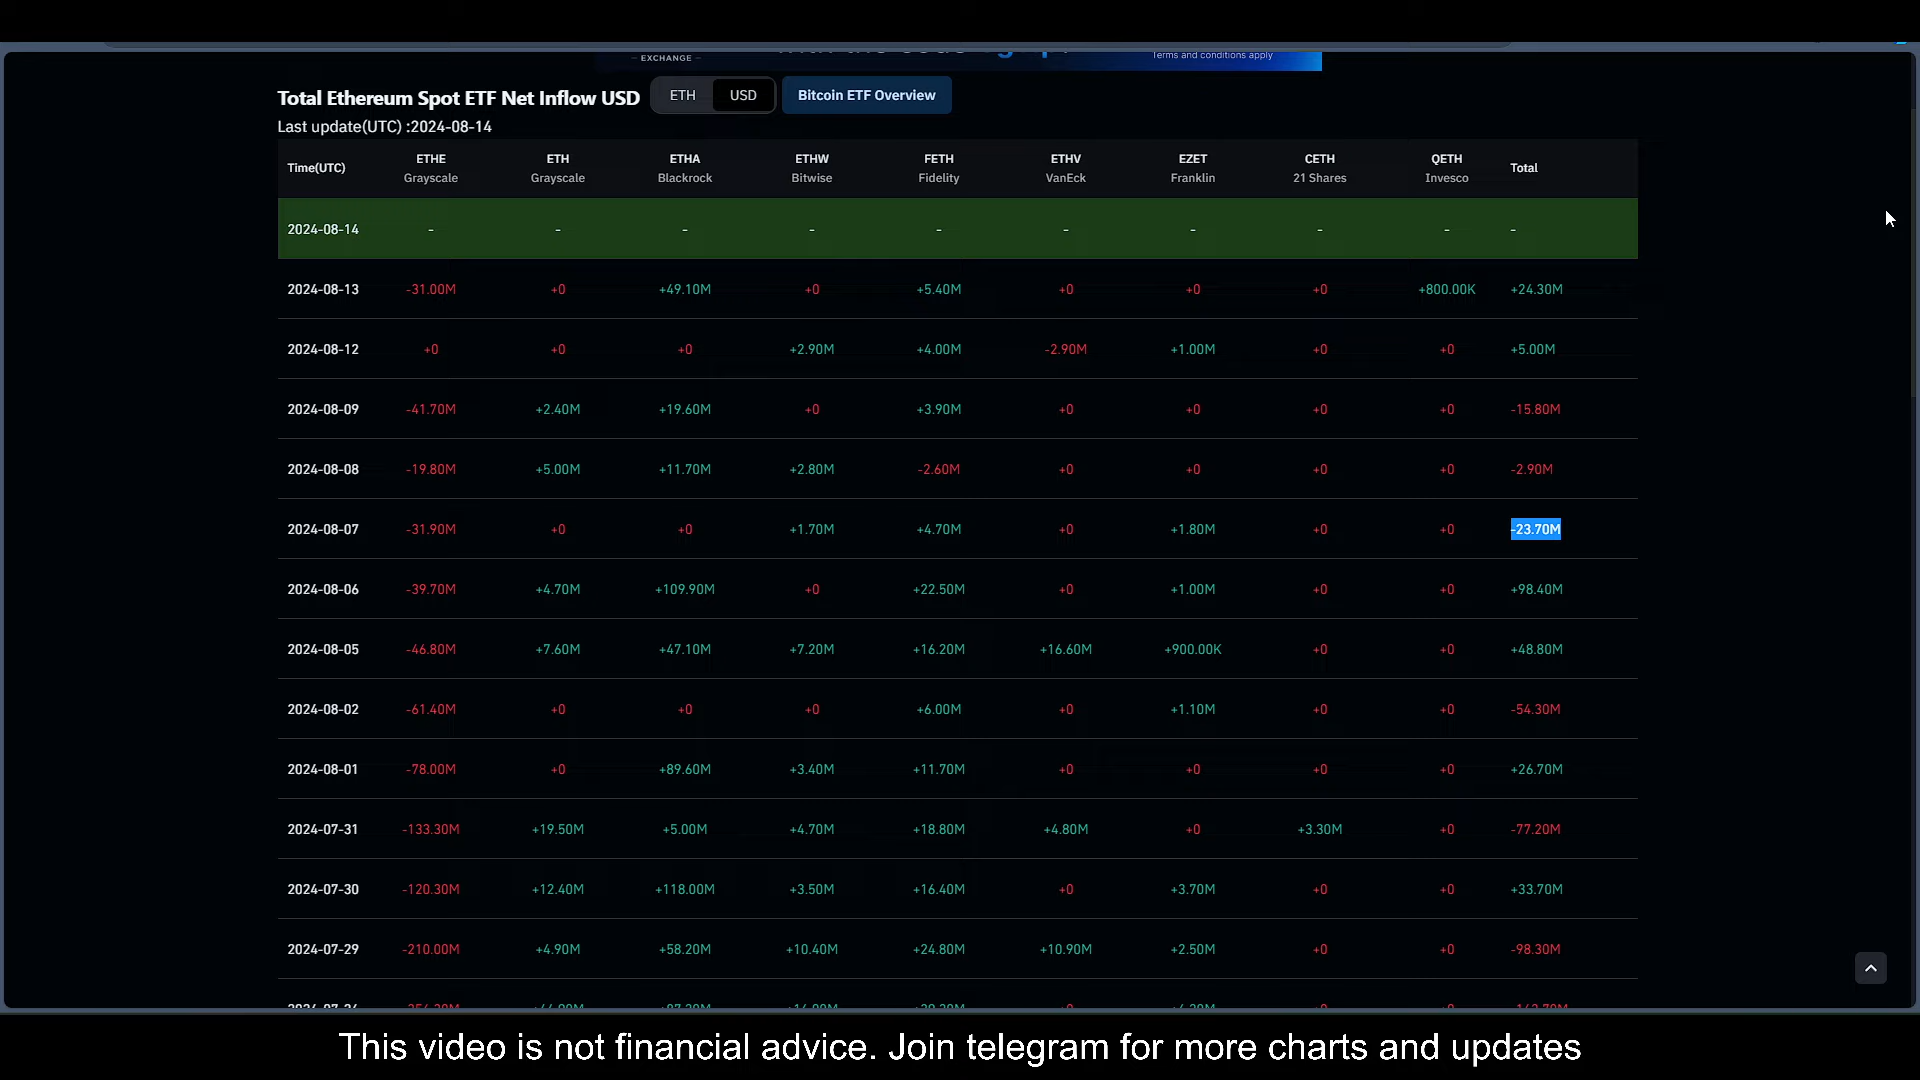 — EXCHANGE —
Terms and conditions apply
Total Ethereum Spot ETF Net Inflow USD ETH USD Bitcoin ETF Overview
Last update(UTC) :2024-08-14
Time(UTC) ETHE Grayscale ETH Grayscale ETHA Blackrock ETHW Bitwise FETH Fidelity ETHV VanEck EZET Franklin CETH 21 Shares QETH Invesco Total
2024-08-14 - - - - - - - - - -
2024-08-13 -31.00M +0 +49.10M +0 +5.40M +0 +0 +0 +800.00K +24.30M
2024-08-12 +0 +0 +0 +2.90M +4.00M -2.90M +1.00M +0 +0 +5.00M
2024-08-09 -41.70M +2.40M +19.60M +0 +3.90M +0 +0 +0 +0 -15.80M
2024-08-08 -19.80M +5.00M +11.70M +2.80M -2.60M +0 +0 +0 +0 -2.90M
2024-08-07 -31.90M +0 +0 +1.70M +4.70M +0 +1.80M +0 +0 -23.70M
2024-08-06 -39.70M +4.70M +109.90M +0 +22.50M +0 +1.00M +0 +0 +98.40M
2024-08-05 -46.80M +7.60M +47.10M +7.20M +16.20M +16.60M +900.00K +0 +0 +48.80M
2024-08-02 -61.40M +0 +0 +0 +6.00M +0 +1.10M +0 +0 -54.30M
2024-08-01 -78.00M +0 +89.60M +3.40M +11.70M +0 +0 +0 +0 +26.70M
2024-07-31 -133.30M +19.50M +5.00M +4.70M +18.80M +4.80M +0 +3.30M +0 -77.20M
2024-07-30 -120.30M +12.40M +118.00M +3.50M +16.40M +0 +3.70M +0 +0 +33.70M
2024-07-29 -210.00M +4.90M +58.20M +10.40M +24.80M +10.90M +2.50M +0 +0 -98.30M
This video is not financial advice. Join telegram for more charts and updates